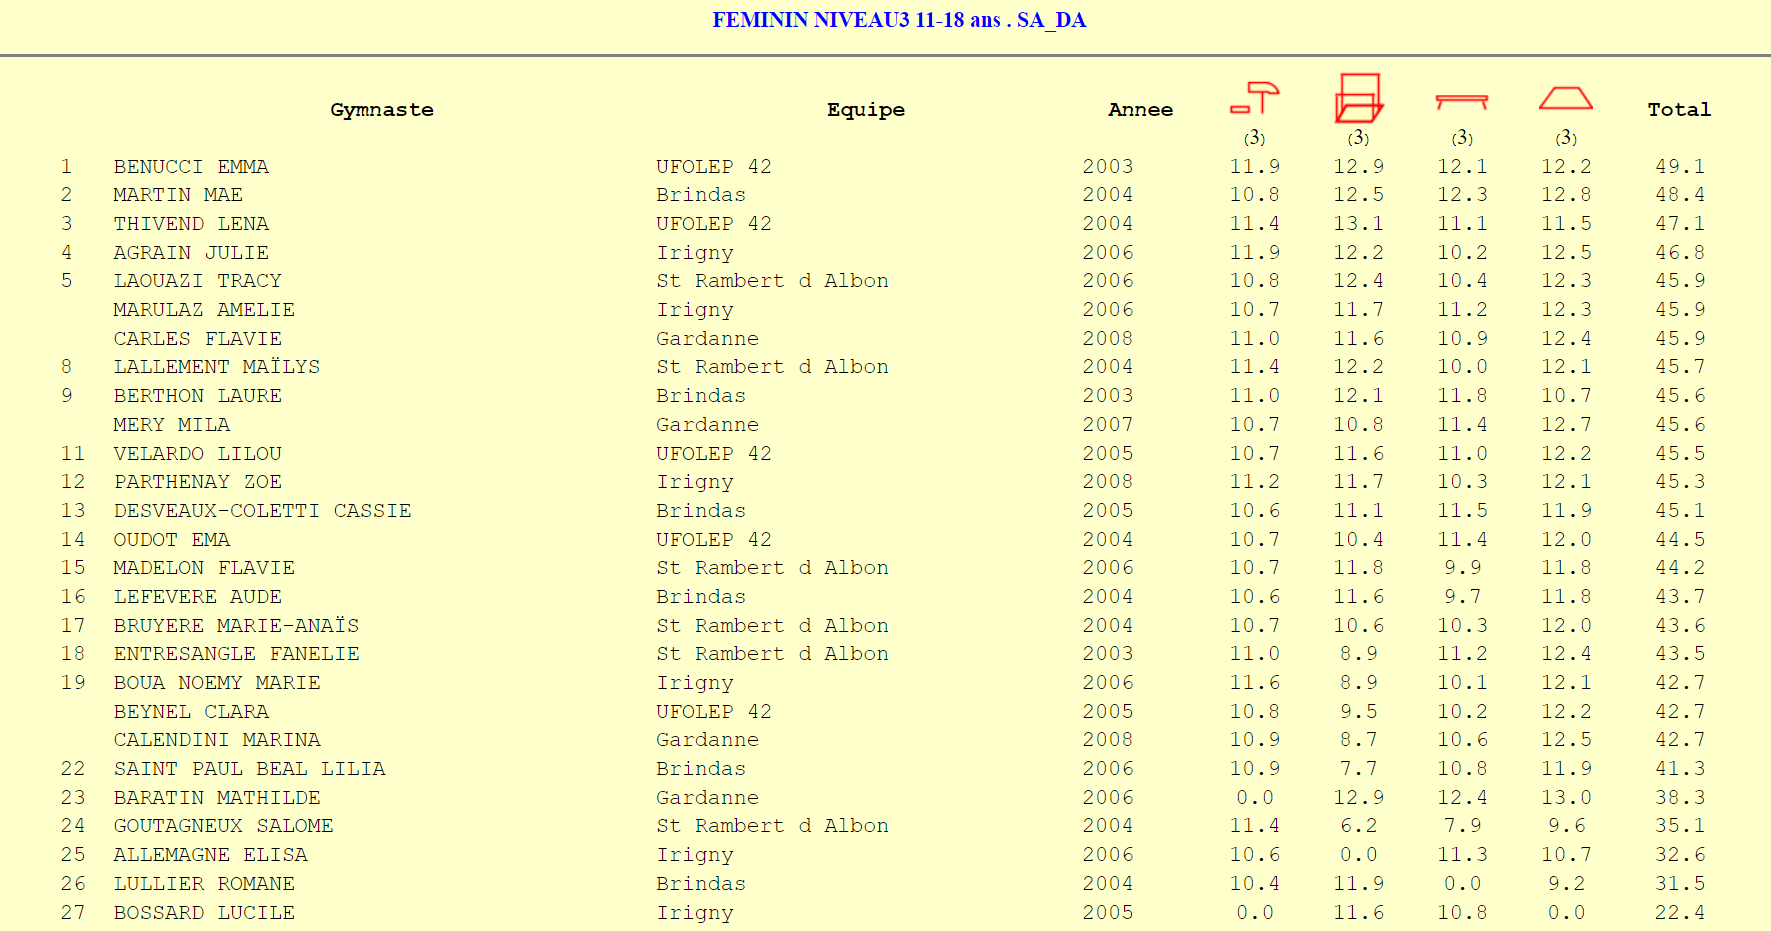 FEMININ NIVEAU3 11-18 ans . SA_DA
Gymnaste Equipe Annee Total
(3) (3) (3) (3)
1 BENUCCI EMMA UFOLEP 42 2003 11.9 12.9 12.1 12.2 49.1
2 MARTIN MAE Brindas 2004 10.8 12.5 12.3 12.8 48.4
3 THIVEND LENA UFOLEP 42 2004 11.4 13.1 11.1 11.5 47.1
4 AGRAIN JULIE Irigny 2006 11.9 12.2 10.2 12.5 46.8
5 LAOUAZI TRACY St Rambert d Albon 2006 10.8 12.4 10.4 12.3 45.9
MARULAZ AMELIE Irigny 2006 10.7 11.7 11.2 12.3 45.9
CARLES FLAVIE Gardanne 2008 11.0 11.6 10.9 12.4 45.9
8 LALLEMENT MAÏLYS St Rambert d Albon 2004 11.4 12.2 10.0 12.1 45.7
9 BERTHON LAURE Brindas 2003 11.0 12.1 11.8 10.7 45.6
MERY MILA Gardanne 2007 10.7 10.8 11.4 12.7 45.6
11 VELARDO LILOU UFOLEP 42 2005 10.7 11.6 11.0 12.2 45.5
12 PARTHENAY ZOE Irigny 2008 11.2 11.7 10.3 12.1 45.3
13 DESVEAUX-COLETTI CASSIE Brindas 2005 10.6 11.1 11.5 11.9 45.1
14 OUDOT EMA UFOLEP 42 2004 10.7 10.4 11.4 12.0 44.5
15 MADELON FLAVIE St Rambert d Albon 2006 10.7 11.8 9.9 11.8 44.2
16 LEFEVERE AUDE Brindas 2004 10.6 11.6 9.7 11.8 43.7
17 BRUYERE MARIE-ANAÏS St Rambert d Albon 2004 10.7 10.6 10.3 12.0 43.6
18 ENTRESANGLE FANELIE St Rambert d Albon 2003 11.0 8.9 11.2 12.4 43.5
19 BOUA NOEMY MARIE Irigny 2006 11.6 8.9 10.1 12.1 42.7
BEYNEL CLARA UFOLEP 42 2005 10.8 9.5 10.2 12.2 42.7
CALENDINI MARINA Gardanne 2008 10.9 8.7 10.6 12.5 42.7
22 SAINT PAUL BEAL LILIA Brindas 2006 10.9 7.7 10.8 11.9 41.3
23 BARATIN MATHILDE Gardanne 2006 0.0 12.9 12.4 13.0 38.3
24 GOUTAGNEUX SALOME St Rambert d Albon 2004 11.4 6.2 7.9 9.6 35.1
25 ALLEMAGNE ELISA Irigny 2006 10.6 0.0 11.3 10.7 32.6
26 LULLIER ROMANE Brindas 2004 10.4 11.9 0.0 9.2 31.5
27 BOSSARD LUCILE Irigny 2005 0.0 11.6 10.8 0.0 22.4